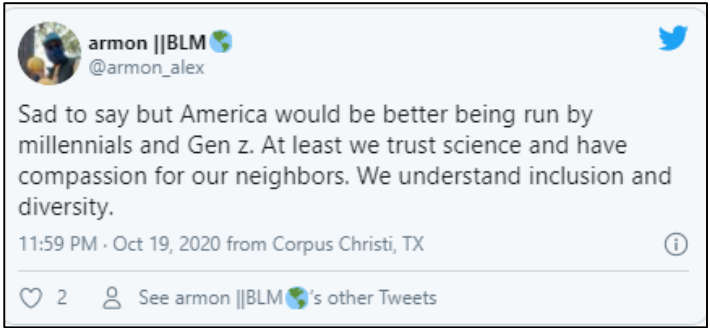 armon ||BLM🌎
@armon_alex
Sad to say but America would be better being run by
millennials and Gen z. At least we trust science and have
compassion for our neighbors. We understand inclusion and
diversity.
11:59 PM · Oct 19, 2020 from Corpus Christi, TX
2 See armon ||BLM🌎's other Tweets